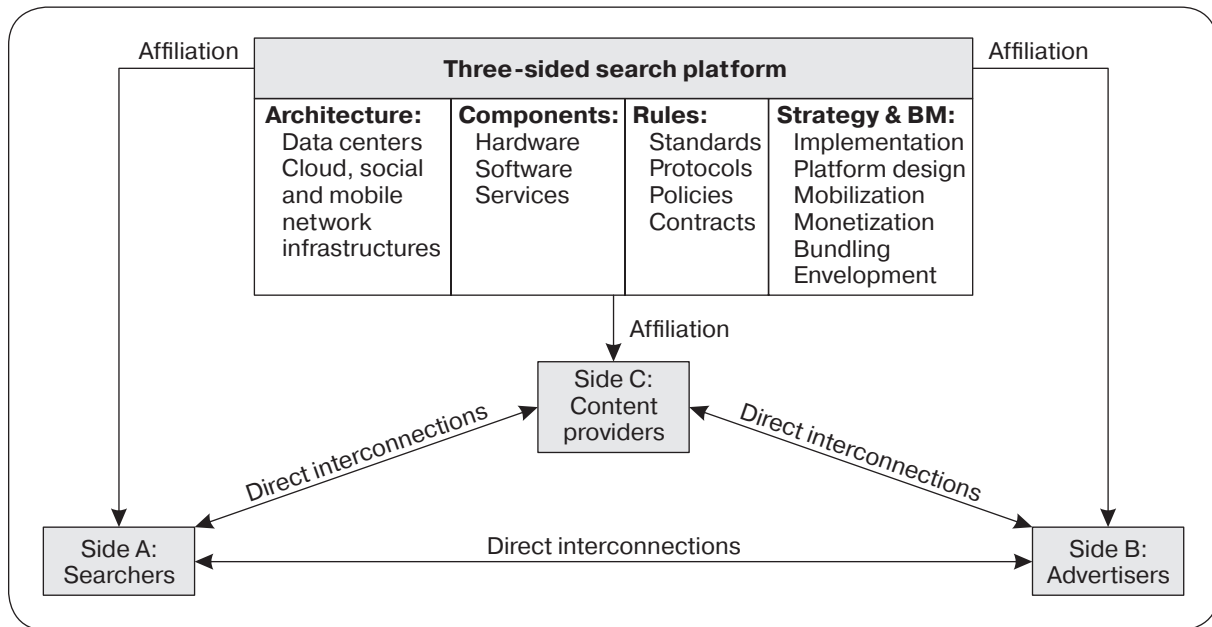 Affiliation
Affiliation
Three-sided search platform
Architecture:
Data centers
Cloud, social
and mobile
network
infrastructures
Components:
Hardware
Software
Services
Rules:
Standards
Protocols
Policies
Contracts
Strategy & BM:
Implementation
Platform design
Mobilization
Monetization
Bundling
Envelopment
Affiliation
Side C:
Content
providers
Direct interconnections
Direct interconnections
Side A:
Searchers
Direct interconnections
Side B:
Advertisers